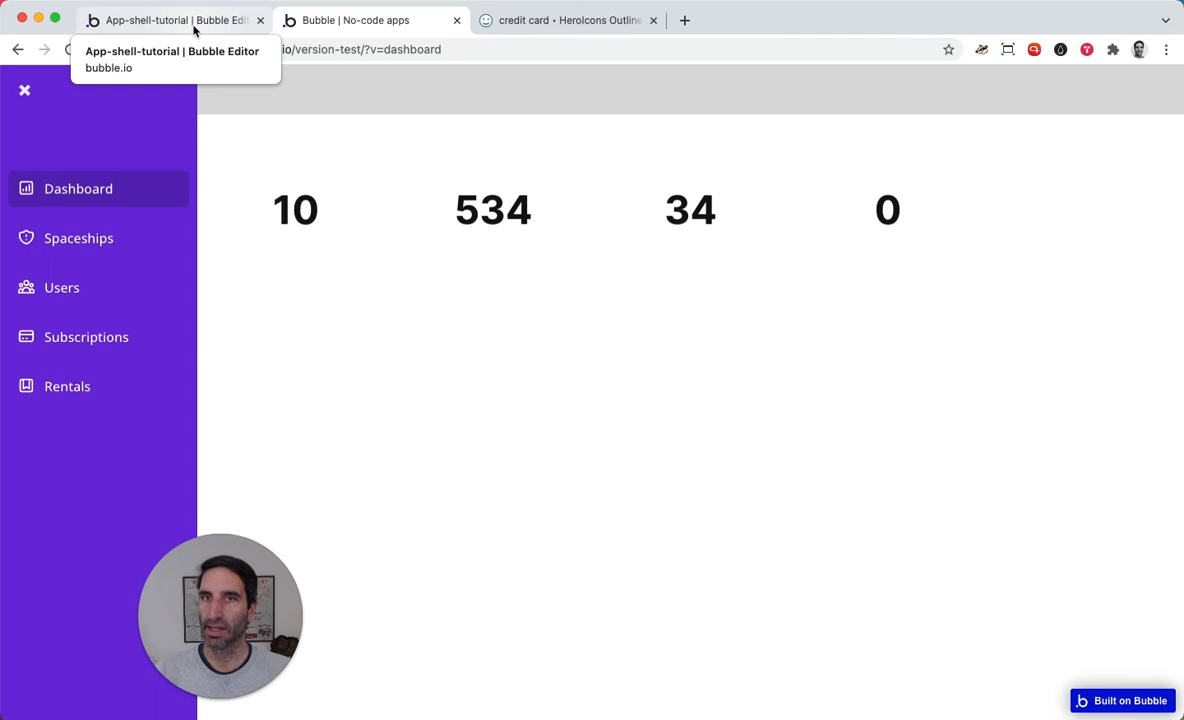 App-shell-tutorial | Bubble Edit
Bubble | No-code apps
credit card • HeroIcons Outline
App-shell-tutorial | Bubble Editor
bubble.io
io/version-test/?v=dashboard
Dashboard
Spaceships
Users
Subscriptions
Rentals
10
534
34
0
Built on Bubble